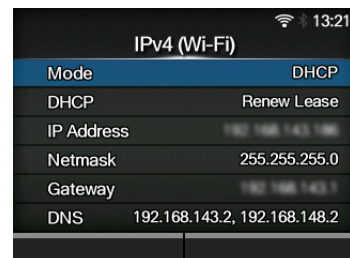 13:21
IPv4 (Wi-Fi)
Mode DHCP
DHCP Renew Lease
IP Address
Netmask 255.255.255.0
Gateway
DNS 192.168.143.2, 192.168.148.2